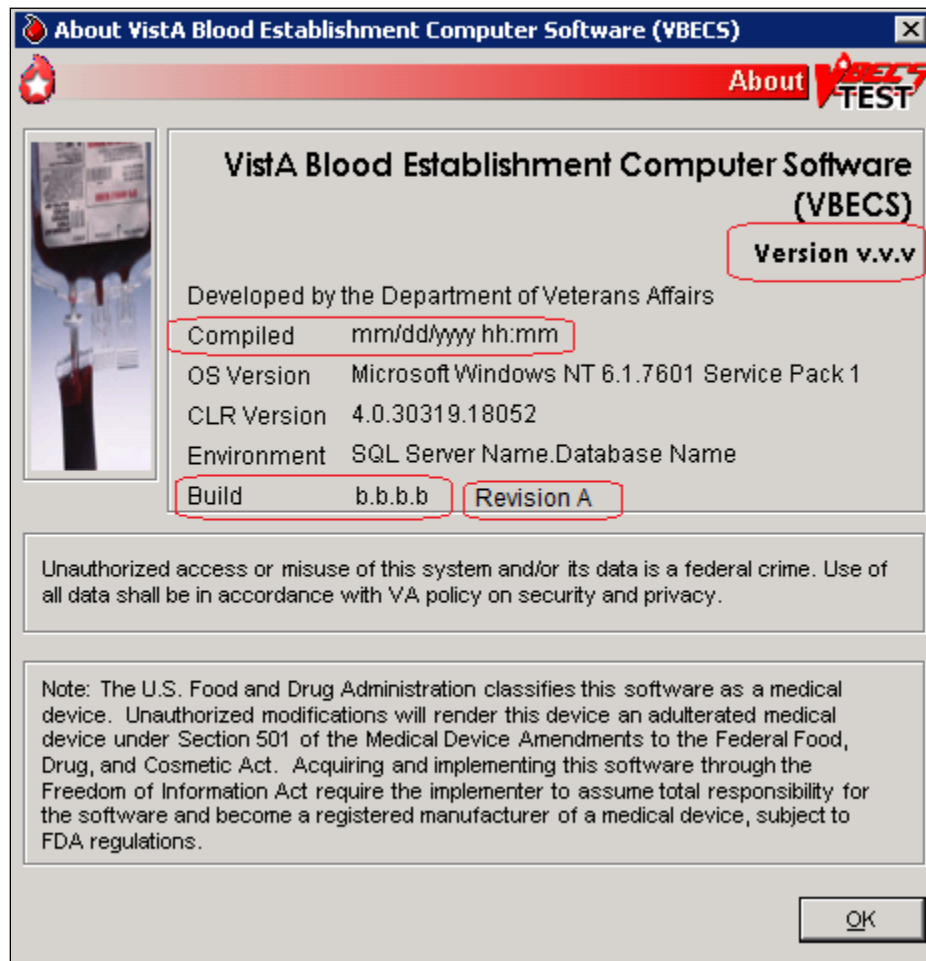 About VistA Blood Establishment Computer Software (VBECS)
About VBECS
TEST
VistA Blood Establishment Computer Software
(VBECS)
Version v.v.v
Developed by the Department of Veterans Affairs
Compiled mm/dd/yyyy hh:mm
OS Version Microsoft Windows NT 6.1.7601 Service Pack 1
CLR Version 4.0.30319.18052
Environment SQL Server Name.Database Name
Build b.b.b.b Revision A
Unauthorized access or misuse of this system and/or its data is a federal crime. Use of
all data shall be in accordance with VA policy on security and privacy.
Note: The U.S. Food and Drug Administration classifies this software as a medical
device. Unauthorized modifications will render this device an adulterated medical
device under Section 501 of the Medical Device Amendments to the Federal Food,
Drug, and Cosmetic Act. Acquiring and implementing this software through the
Freedom of Information Act require the implementer to assume total responsibility for
the software and become a registered manufacturer of a medical device, subject to
FDA regulations.
OK